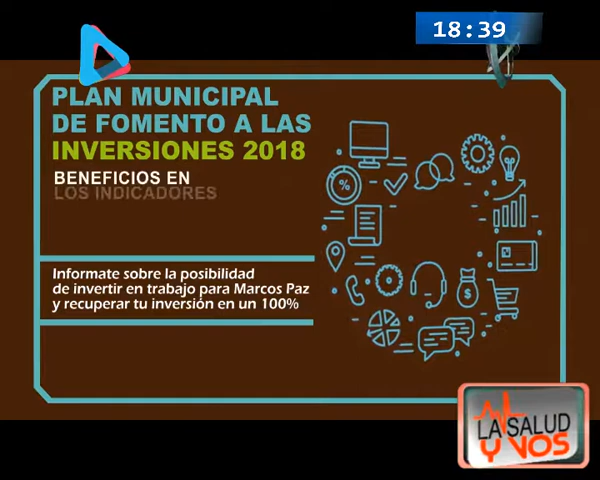 18:39
PLAN MUNICIPAL
DE FOMENTO A LAS
INVERSIONES 2018
BENEFICIOS EN
LOS INDICADORES
Informate sobre la posibilidad
de invertir en trabajo para Marcos Paz
y recuperar tu inversión en un 100%
LA SALUD
Y VOS